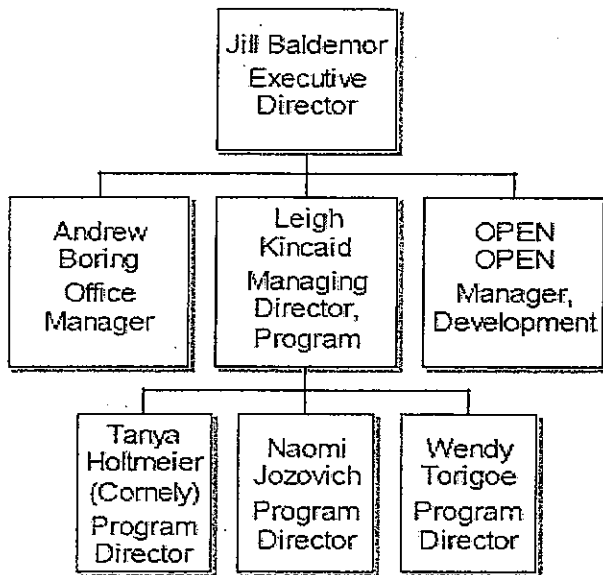 Jill Baldemor
Executive
Director
Andrew
Boring
Office
Manager
Leigh
Kincaid
Managing
Director,
Program
OPEN
OPEN
Manager,
Development
Tanya
Holtmeier
(Cornely)
Program
Director
Naomi
Jozovich
Program
Director
Wendy
Torigoe
Program
Director